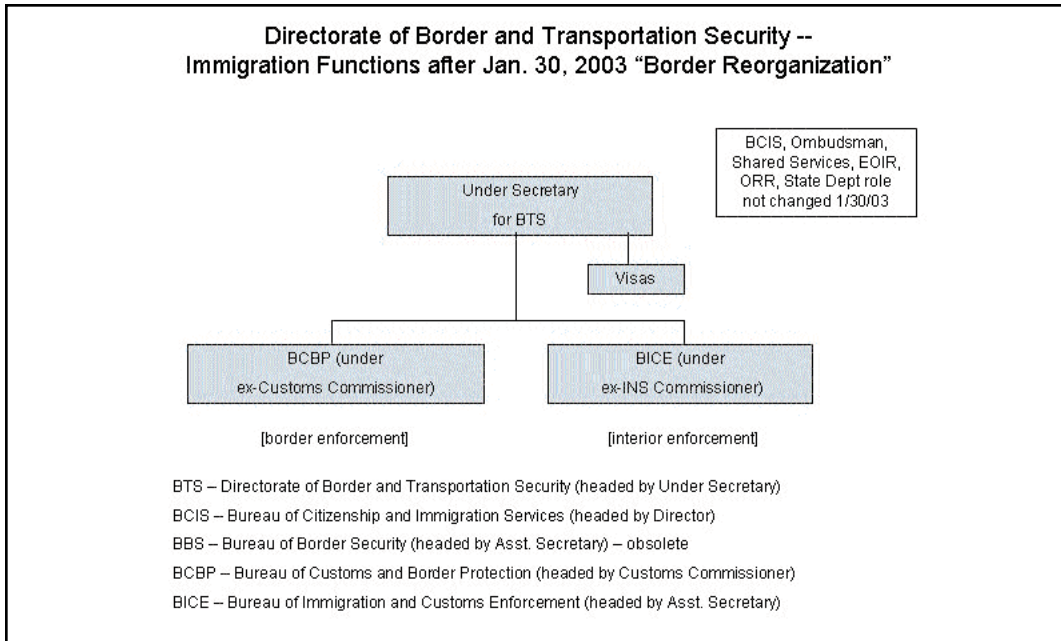 Directorate of Border and Transportation Security --
Immigration Functions after Jan. 30, 2003 “Border Reorganization”
BCIS, Ombudsman,
Shared Services, EOIR,
ORR, State Dept role
not changed 1/30/03
Under Secretary
for BTS
Visas
BCBP (under
ex-Customs Commissioner)
BICE (under
ex-INS Commissioner)
[border enforcement]
[interior enforcement]
BTS – Directorate of Border and Transportation Security (headed by Under Secretary)
BCIS – Bureau of Citizenship and Immigration Services (headed by Director)
BBS – Bureau of Border Security (headed by Asst. Secretary) – obsolete
BCBP – Bureau of Customs and Border Protection (headed by Customs Commissioner)
BICE – Bureau of Immigration and Customs Enforcement (headed by Asst. Secretary)